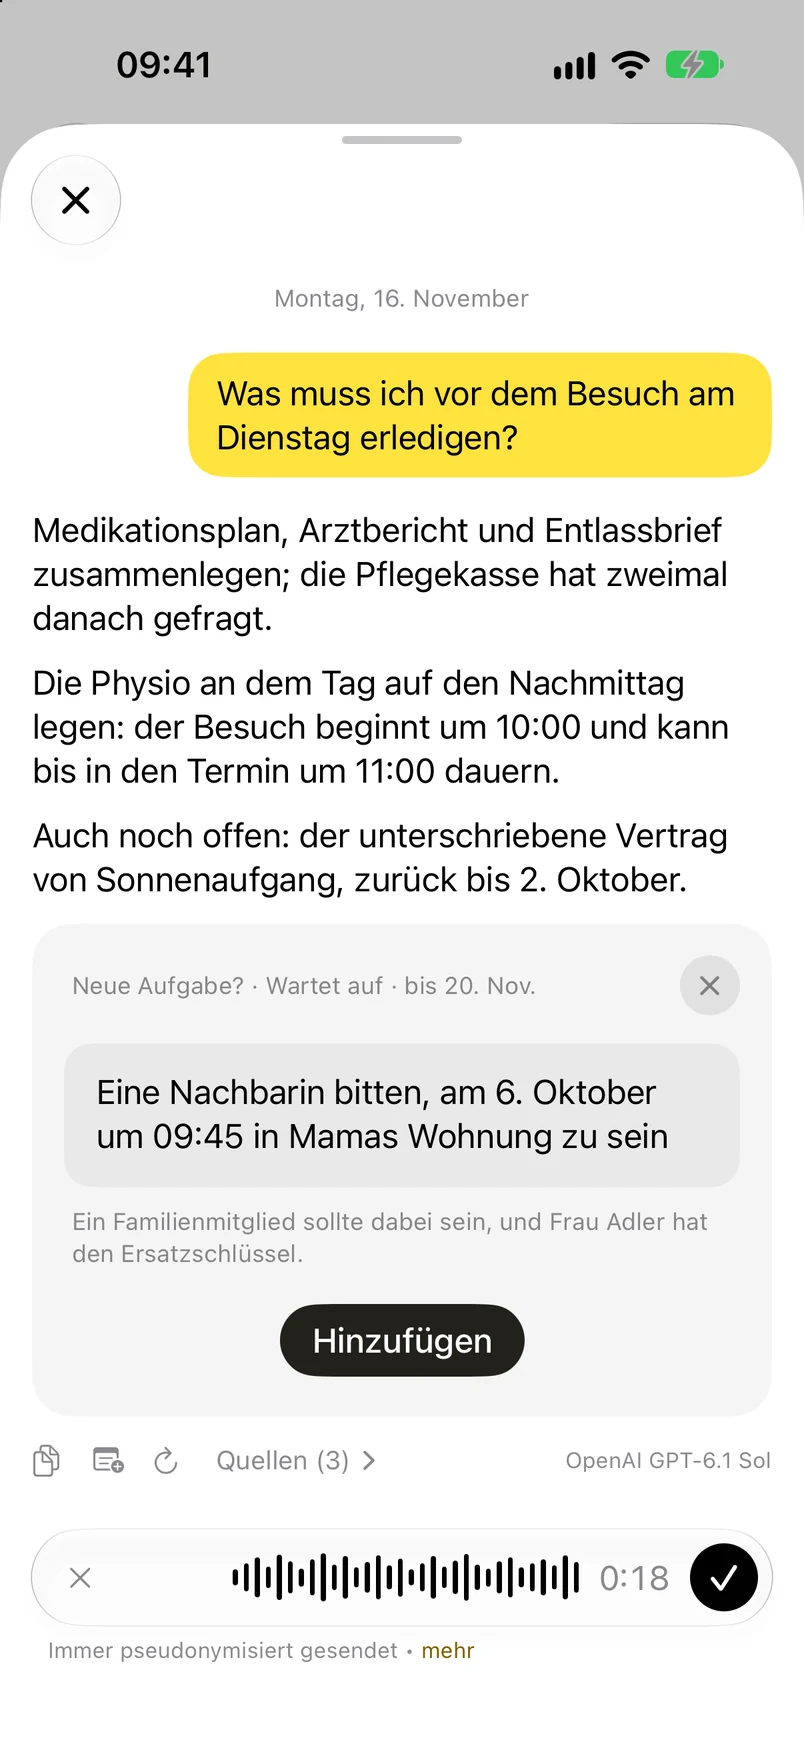 09:41
Montag, 16. November
Was muss ich vor dem Besuch am
Dienstag erledigen?
Medikationsplan, Arztbericht und Entlassbrief
zusammenlegen; die Pflegekasse hat zweimal
danach gefragt.
Die Physio an dem Tag auf den Nachmittag
legen: der Besuch beginnt um 10:00 und kann
bis in den Termin um 11:00 dauern.
Auch noch offen: der unterschriebene Vertrag
von Sonnenaufgang, zurück bis 2. Oktober.
Neue Aufgabe? · Wartet auf · bis 20. Nov.
Eine Nachbarin bitten, am 6. Oktober
um 09:45 in Mamas Wohnung zu sein
Ein Familienmitglied sollte dabei sein, und Frau Adler hat
den Ersatzschlüssel.
Hinzufügen
Quellen (3)
OpenAI GPT-6.1 Sol
0:18
Immer pseudonymisiert gesendet • mehr